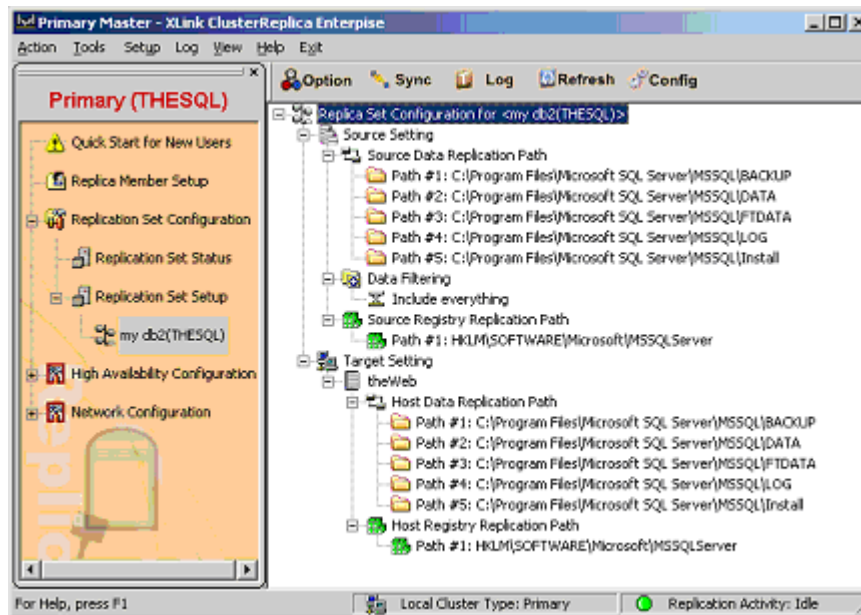 Primary Master - XLink ClusterReplica Enterpise
Action Tools Setup Log View Help Exit
Primary (THESQL)
Quick Start for New Users
Replica Member Setup
Replication Set Configuration
Replication Set Status
Replication Set Setup
my db2(THESQL)
High Availability Configuration
Network Configuration
Replic
Option Sync Log Refresh Config
Replica Set Configuration for <my db2(THESQL)>
Source Setting
Source Data Replication Path
Path #1: C:\Program Files\Microsoft SQL Server\MSSQL\BACKUP
Path #2: C:\Program Files\Microsoft SQL Server\MSSQL\DATA
Path #3: C:\Program Files\Microsoft SQL Server\MSSQL\FTDATA
Path #4: C:\Program Files\Microsoft SQL Server\MSSQL\LOG
Path #5: C:\Program Files\Microsoft SQL Server\MSSQL\Install
Data Filtering
Include everything
Source Registry Replication Path
Path #1: HKLM\SOFTWARE\Microsoft\MSSQLServer
Target Setting
theWeb
Host Data Replication Path
Path #1: C:\Program Files\Microsoft SQL Server\MSSQL\BACKUP
Path #2: C:\Program Files\Microsoft SQL Server\MSSQL\DATA
Path #3: C:\Program Files\Microsoft SQL Server\MSSQL\FTDATA
Path #4: C:\Program Files\Microsoft SQL Server\MSSQL\LOG
Path #5: C:\Program Files\Microsoft SQL Server\MSSQL\Install
Host Registry Replication Path
Path #1: HKLM\SOFTWARE\Microsoft\MSSQLServer
For Help, press F1
Local Cluster Type: Primary
Replication Activity: Idle